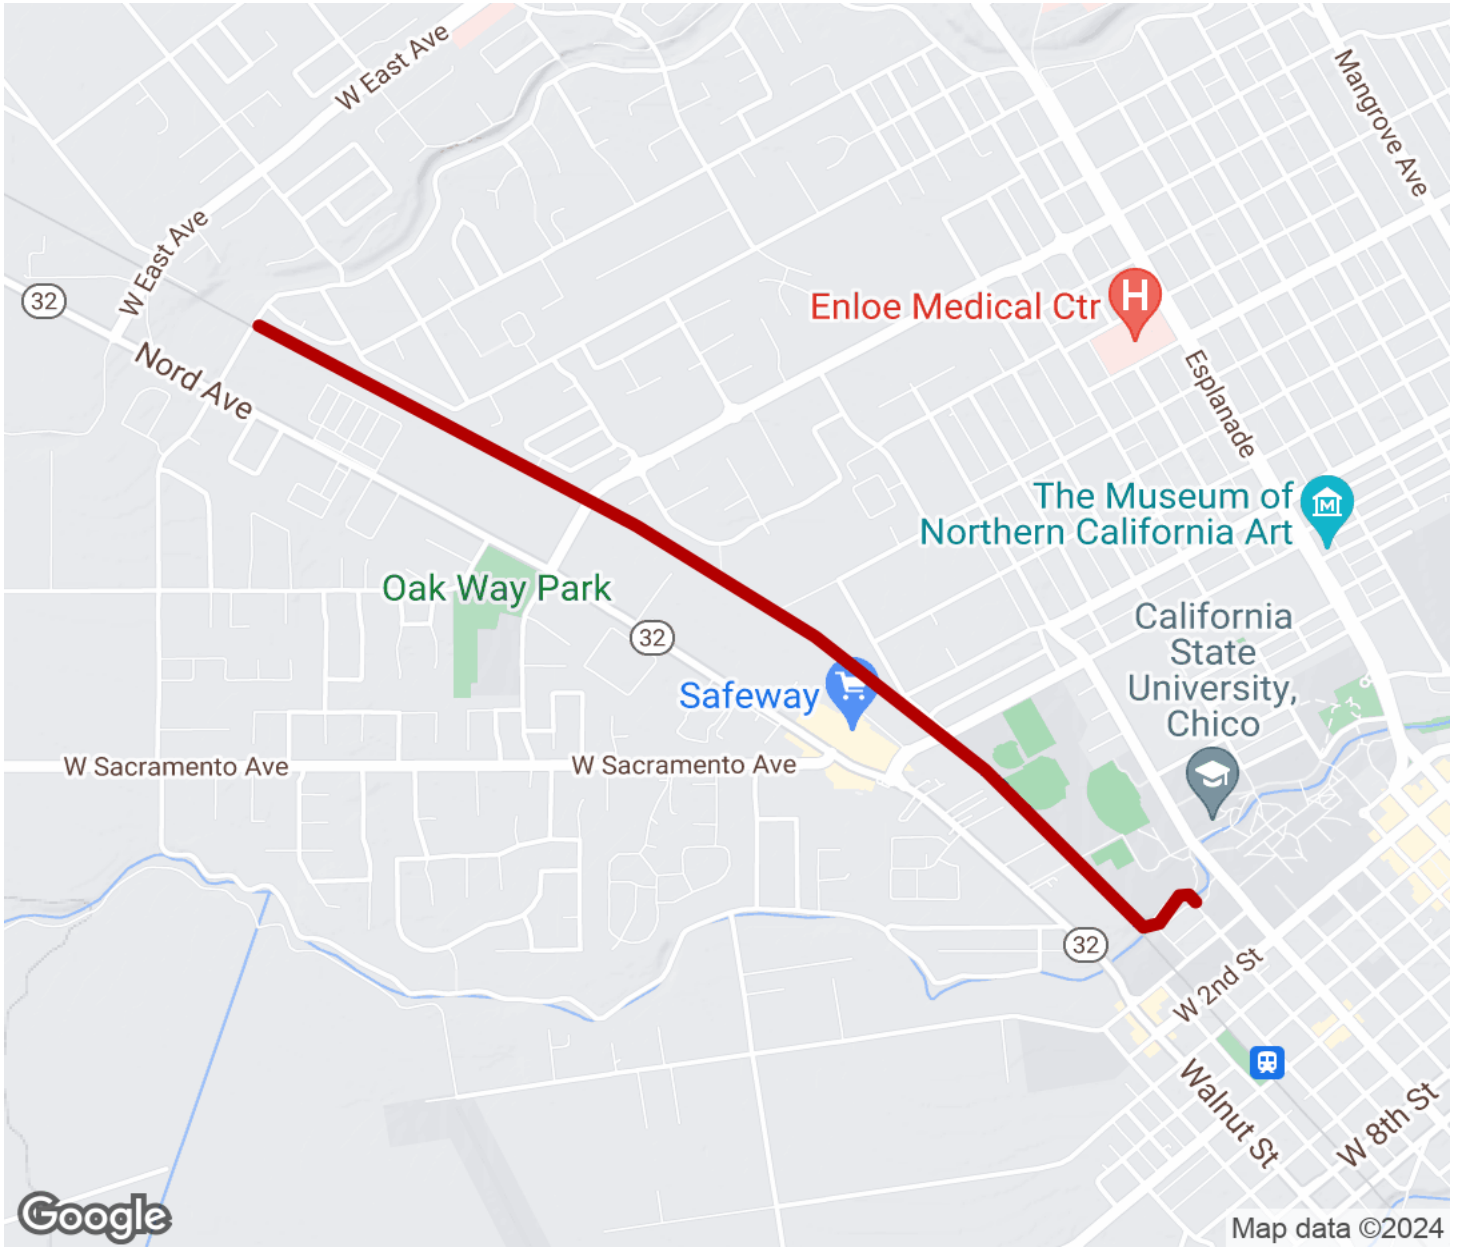 W East Ave
Mangrove Ave
W East Ave
32
Nord Ave
Enloe Medical Ctr
H
Esplanade
The Museum of
Northern California Art
M
Oak Way Park
32
California
State
University,
Chico
Safeway
W Sacramento Ave
W Sacramento Ave
32
W 2nd St
Walnut St
W 8th St
Google
Map data ©2024